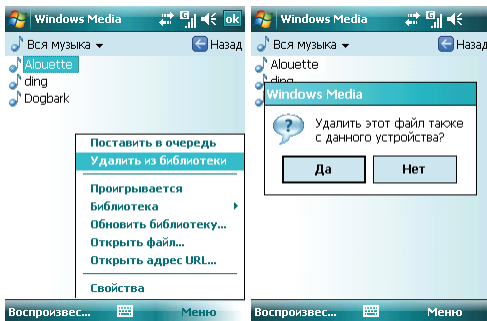 Windows Media
G
ok
Вся музыка
Назад
Alouette
ding
Dogbark
Поставить в очередь
Удалить из библиотеки
Проигрывается
Библиотека
Обновить библиотеку...
Открыть файл...
Открыть адрес URL...
Свойства
Воспроизвес...
Меню
Windows Media
G
Вся музыка
Назад
Alouette
ding
Windows Media
Удалить этот файл также
с данного устройства?
Да
Нет
Воспроизвес...
Меню